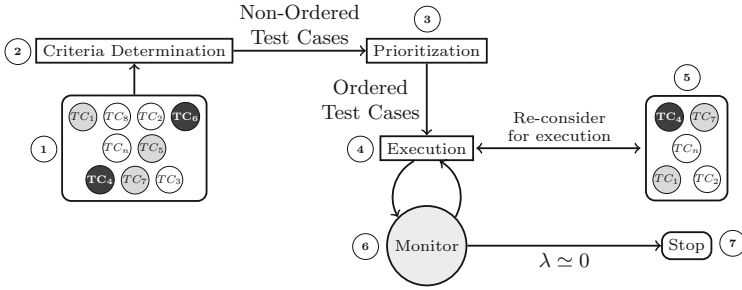 Non-Ordered
Test Cases
3
2
Criteria Determination
Prioritization
Ordered
Test Cases
5
1
TC₁ TC₈ TC₂ TC₆
TCₙ TC₅
TC₄ TC₇ TC₃
4
Execution
Re-consider
for execution
TC₄ TC₇
TCₙ
TC₁ TC₂
6
Monitor
λ ≃ 0
Stop
7